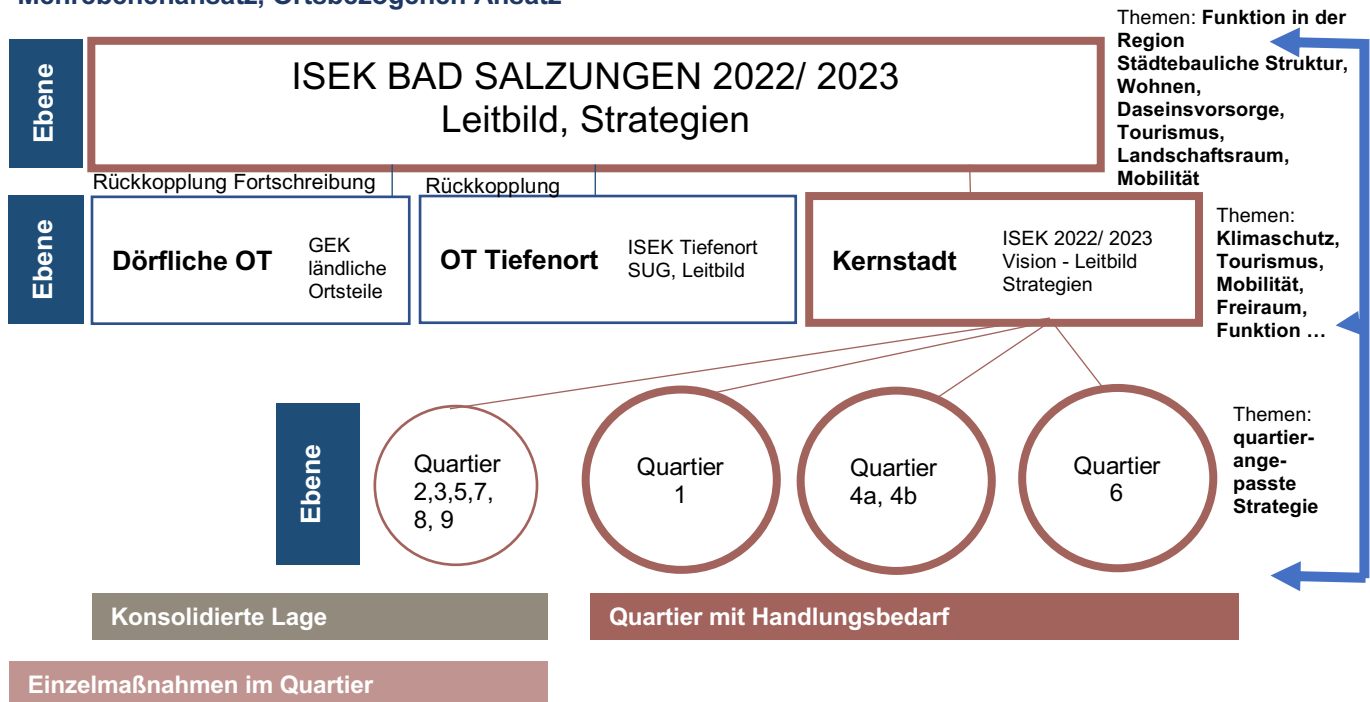 Mehrebenenansatz, Ortsbezogenen Ansatz
Themen: Funktion in der
Region
Städtebauliche Struktur,
Wohnen,
Daseinsvorsorge,
Tourismus,
Landschaftsraum,
Mobilität
Ebene
ISEK BAD SALZUNGEN 2022/ 2023
Leitbild, Strategien
Rückkopplung Fortschreibung
Rückkopplung
Ebene
Dörfliche OT
GEK
ländliche
Ortsteile
OT Tiefenort
ISEK Tiefenort
SUG, Leitbild
Kernstadt
ISEK 2022/ 2023
Vision - Leitbild
Strategien
Themen:
Klimaschutz,
Tourismus,
Mobilität,
Freiraum,
Funktion ...
Ebene
Quartier
2,3,5,7,
8, 9
Quartier
1
Quartier
4a, 4b
Quartier
6
Themen:
quartier-
ange-
passte
Strategie
Konsolidierte Lage
Quartier mit Handlungsbedarf
Einzelmaßnahmen im Quartier